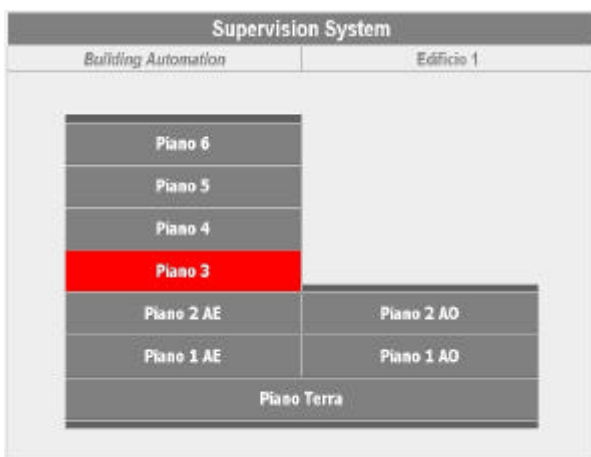 Supervision System
Building Automation Edificio 1
Piano 6
Piano 5
Piano 4
Piano 3
Piano 2 AE Piano 2 AO
Piano 1 AE Piano 1 AO
Piano Terra